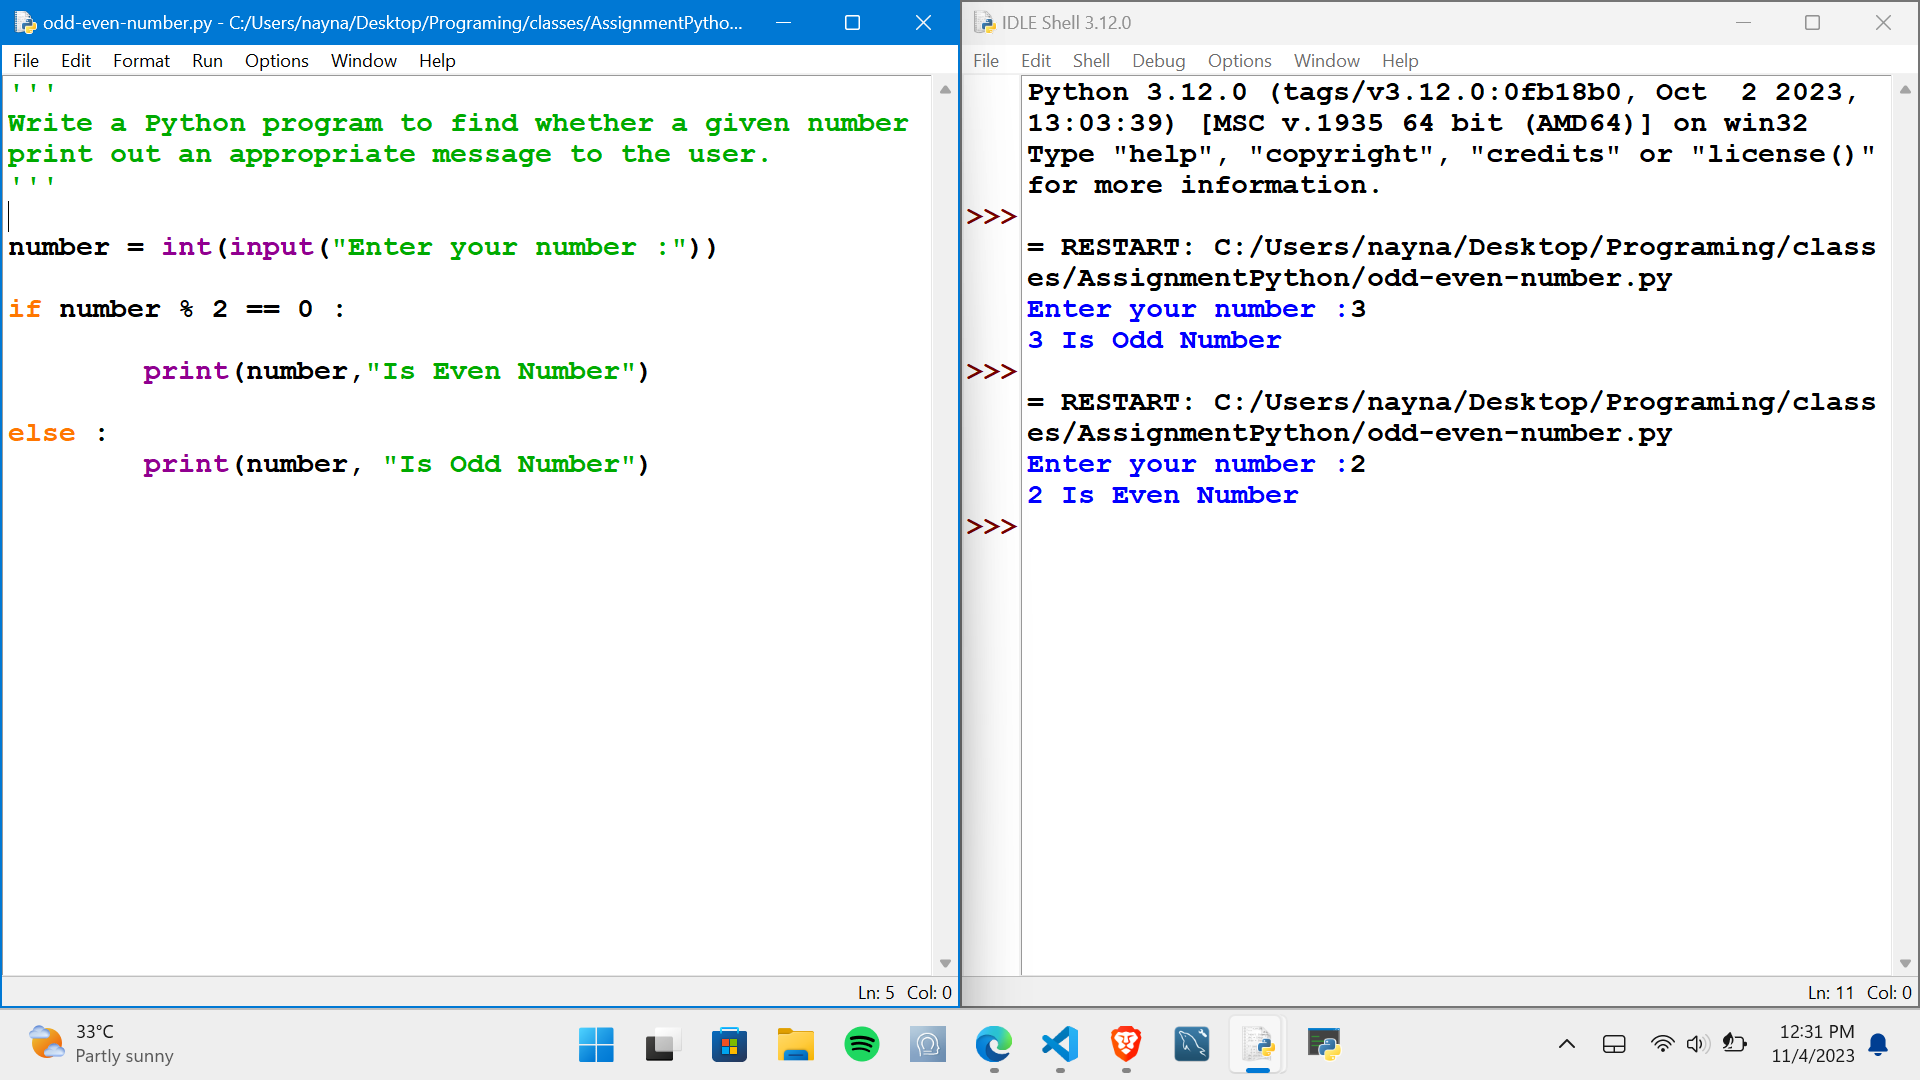 odd-even-number.py - C:/Users/nayna/Desktop/Programing/classes/AssignmentPytho...
File Edit Format Run Options Window Help
'''
Write a Python program to find whether a given number
print out an appropriate message to the user.
'''
number = int(input("Enter your number :"))
if number % 2 == 0 :
print(number,"Is Even Number")
else :
print(number, "Is Odd Number")
Ln: 5 Col: 0
IDLE Shell 3.12.0
File Edit Shell Debug Options Window Help
Python 3.12.0 (tags/v3.12.0:0fb18b0, Oct  2 2023,
13:03:39) [MSC v.1935 64 bit (AMD64)] on win32
Type "help", "copyright", "credits" or "license()"
for more information.
>>>
= RESTART: C:/Users/nayna/Desktop/Programing/class
es/AssignmentPython/odd-even-number.py
Enter your number :3
3 Is Odd Number
>>>
= RESTART: C:/Users/nayna/Desktop/Programing/class
es/AssignmentPython/odd-even-number.py
Enter your number :2
2 Is Even Number
>>>
Ln: 11 Col: 0
33°C
Partly sunny
12:31 PM
11/4/2023